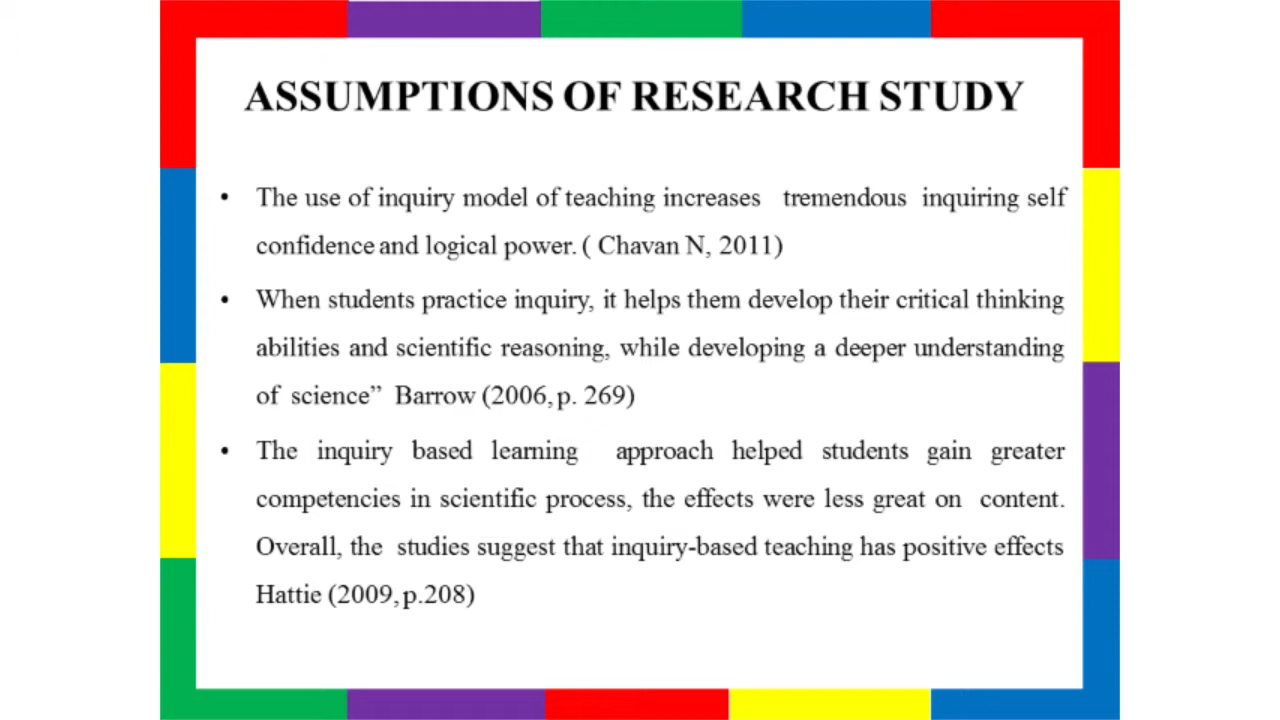 ASSUMPTIONS OF RESEARCH STUDY
• The use of inquiry model of teaching increases tremendous inquiring self
confidence and logical power. ( Chavan N, 2011)
• When students practice inquiry, it helps them develop their critical thinking
abilities and scientific reasoning, while developing a deeper understanding
of science” Barrow (2006, p. 269)
• The inquiry based learning approach helped students gain greater
competencies in scientific process, the effects were less great on content.
Overall, the studies suggest that inquiry-based teaching has positive effects
Hattie (2009, p.208)